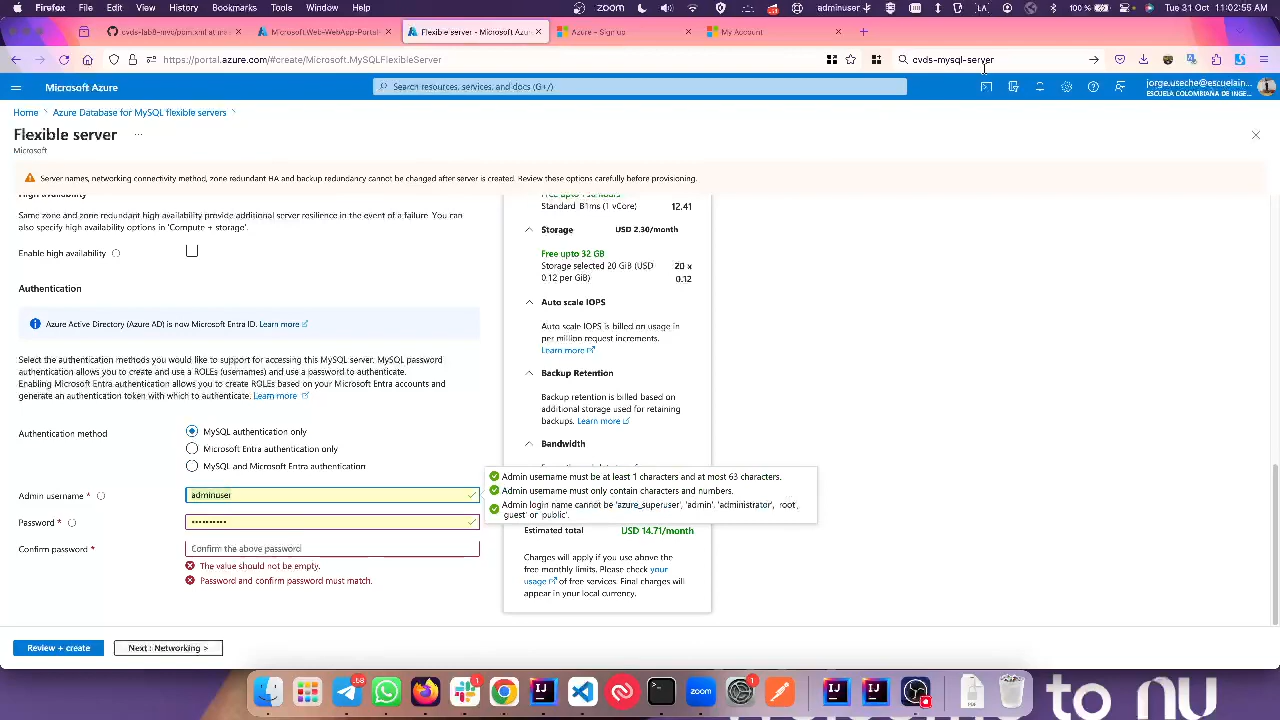 Firefox File Edit View History Bookmarks Tools Window Help
adminuser
100 %
Tue 31 Oct 11:02:55 AM
cvds-lab8-mvc/pom.xml at ma
Microsoft.Web-WebApp-Portal-
Flexible server - Microsoft Azur
Azure – Sign up
My Account
https://portal.azure.com/#create/Microsoft.MySQLFlexibleServer
cvds-mysql-server
Microsoft Azure
Search resources, services, and docs (G+/)
jorge.useche@escuelain...
ESCUELA COLOMBIANA DE INGE...
Home
Azure Database for MySQL flexible servers
Flexible server
...
Microsoft
Server names, networking connectivity method, zone redundant HA and backup redundancy cannot be changed after server is created. Review these options carefully before provisioning.
High availability
Same zone and zone redundant high availability provide additional server resilience in the event of a failure. You can
also specify high availability options in 'Compute + storage'.
Enable high availability
Authentication
Azure Active Directory (Azure AD) is now Microsoft Entra ID. Learn more
Select the authentication methods you would like to support for accessing this MySQL server. MySQL password
authentication allows you to create and use a ROLEs (usernames) and use a password to authenticate.
Enabling Microsoft Entra authentication allows you to create ROLEs based on your Microsoft Entra accounts and
generate an authentication token with which to authenticate. Learn more
Authentication method
MySQL authentication only
Microsoft Entra authentication only
MySQL and Microsoft Entra authentication
Admin username *
adminuser
Password *
Confirm password *
Confirm the above password
The value should not be empty.
Password and confirm password must match.
Standard_B1ms (1 vCore)
12.41
Storage
USD 2.30/month
Free upto 32 GB
Storage selected 20 GiB (USD
0.12 per GiB)
20 x
0.12
Auto scale IOPS
Auto scale IOPS is billed on usage in
per million request increments.
Learn more
Backup Retention
Backup retention is billed based on
additional storage used for retaining
backups. Learn more
Bandwidth
Admin username must be at least 1 characters and at most 63 characters.
Admin username must only contain characters and numbers.
Admin login name cannot be 'azure_superuser', 'admin', 'administrator', 'root',
'guest' or 'public'.
Estimated total
USD 14.71/month
Charges will apply if you use above the
free monthly limits. Please check your
usage of free services. Final charges will
appear in your local currency.
Review + create
Next : Networking >
zoom
to nu